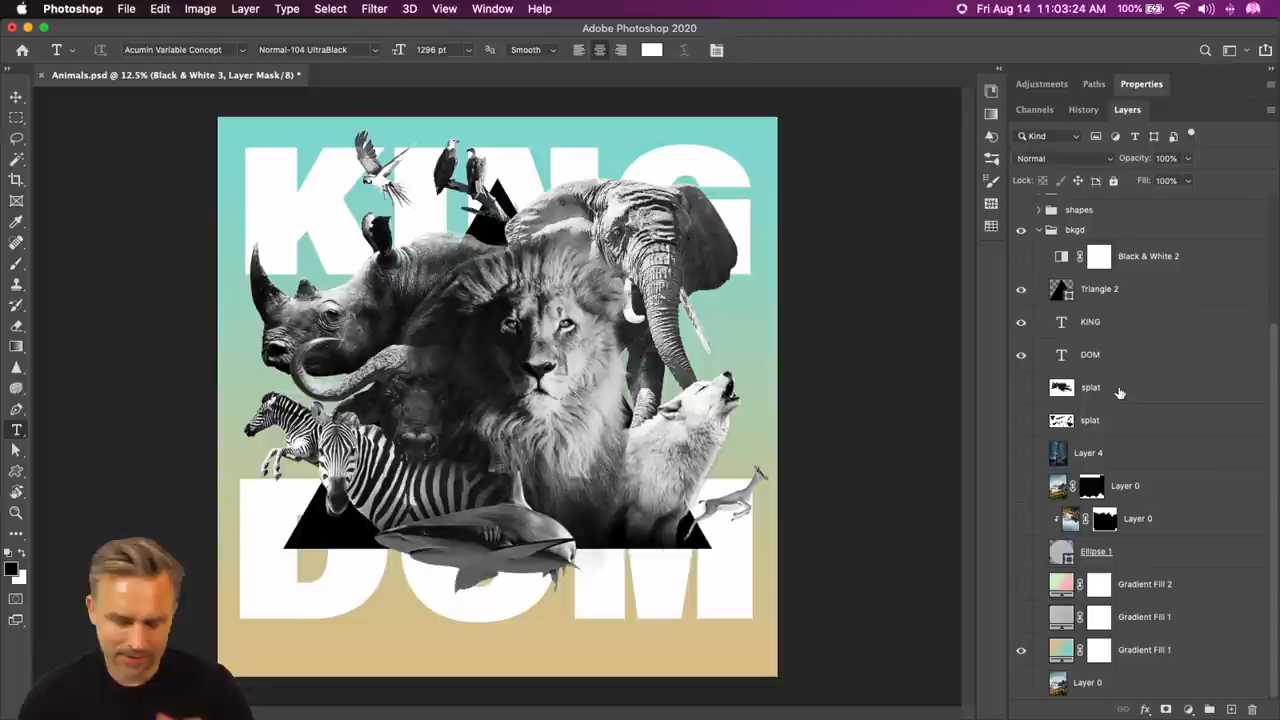 Photoshop File Edit Image Layer Type Select Filter 3D View Window Help 100% Fri Aug 14 11:03:24 AM
Adobe Photoshop 2020
T Acumin Variable Concept Normal-104 UltraBlack 1296 pt Smooth
× Animals.psd @ 12.5% (Black & White 3, Layer Mask/8) *
Adjustments Paths Properties
Channels History Layers
Kind
Normal Opacity: 100%
Lock: Fill: 100%
shapes
bkgd
Black & White 2
Triangle 2
T KING
T DOM
splat
splat
Layer 4
Layer 0
Layer 0
Ellipse 1
Gradient Fill 2
Gradient Fill 1
Gradient Fill 1
Layer 0
fx
KING
DOM